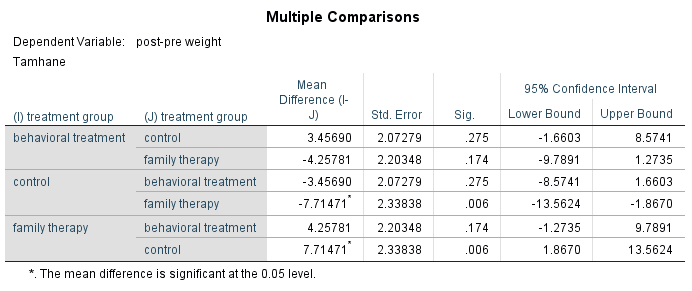 Multiple Comparisons
Dependent Variable: post-pre weight
Tamhane
Mean
Difference (I-
95% Confidence Interval
(I) treatment group (J) treatment group J) Std. Error Sig. Lower Bound Upper Bound
behavioral treatment control 3.45690 2.07279 .275 -1.6603 8.5741
family therapy -4.25781 2.20348 .174 -9.7891 1.2735
control behavioral treatment -3.45690 2.07279 .275 -8.5741 1.6603
family therapy -7.71471* 2.33838 .006 -13.5624 -1.8670
family therapy behavioral treatment 4.25781 2.20348 .174 -1.2735 9.7891
control 7.71471* 2.33838 .006 1.8670 13.5624
*. The mean difference is significant at the 0.05 level.